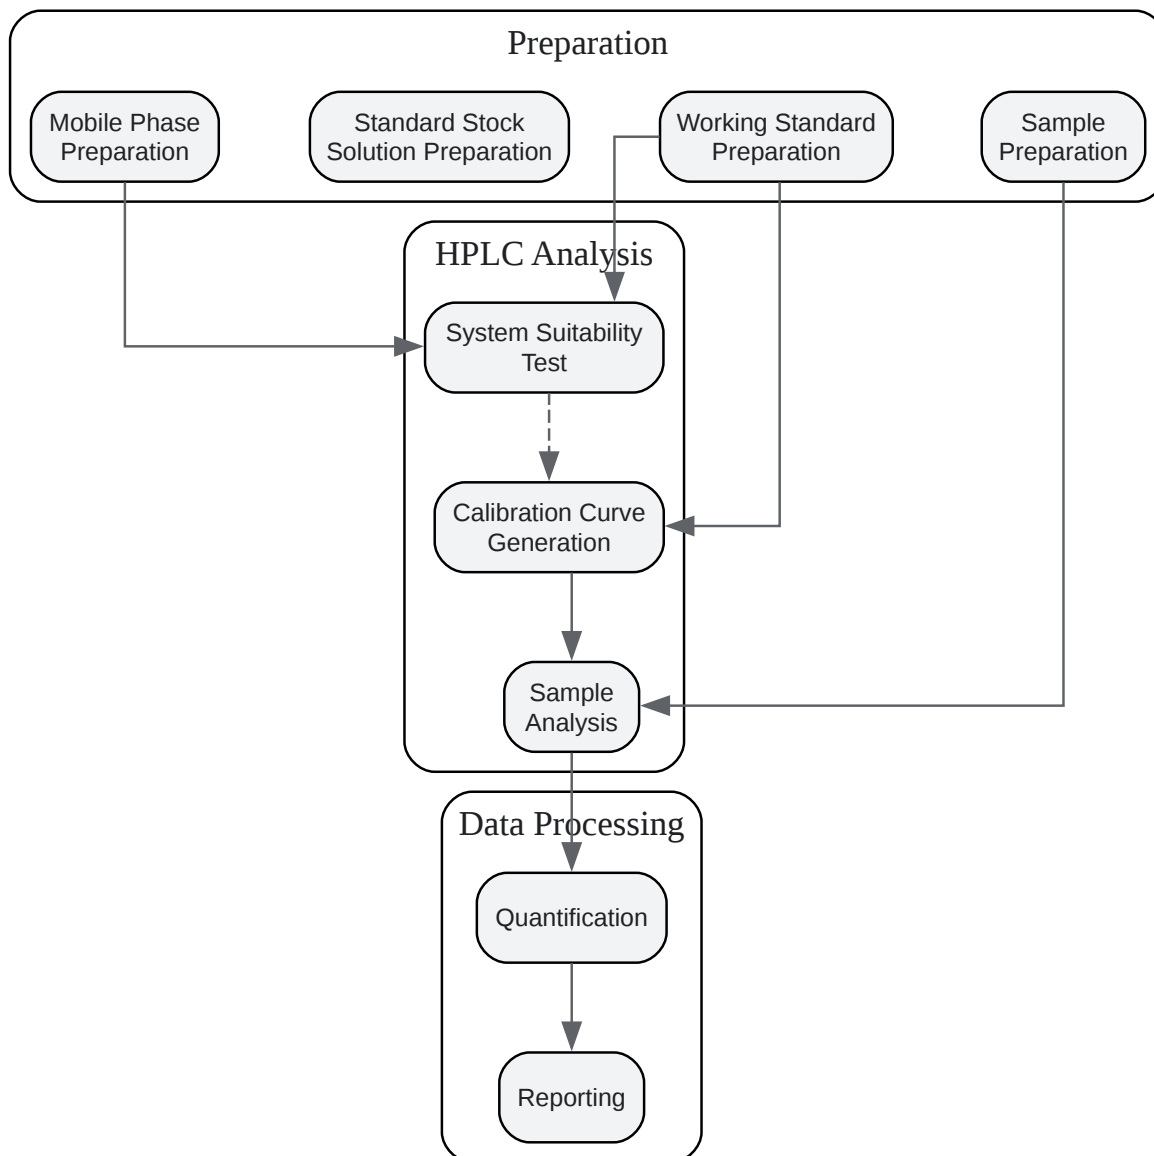 Preparation
Mobile Phase
Preparation
Standard Stock
Solution Preparation
Working Standard
Preparation
Sample
Preparation
HPLC Analysis
System Suitability
Test
Calibration Curve
Generation
Sample
Analysis
Data Processing
Quantification
Reporting